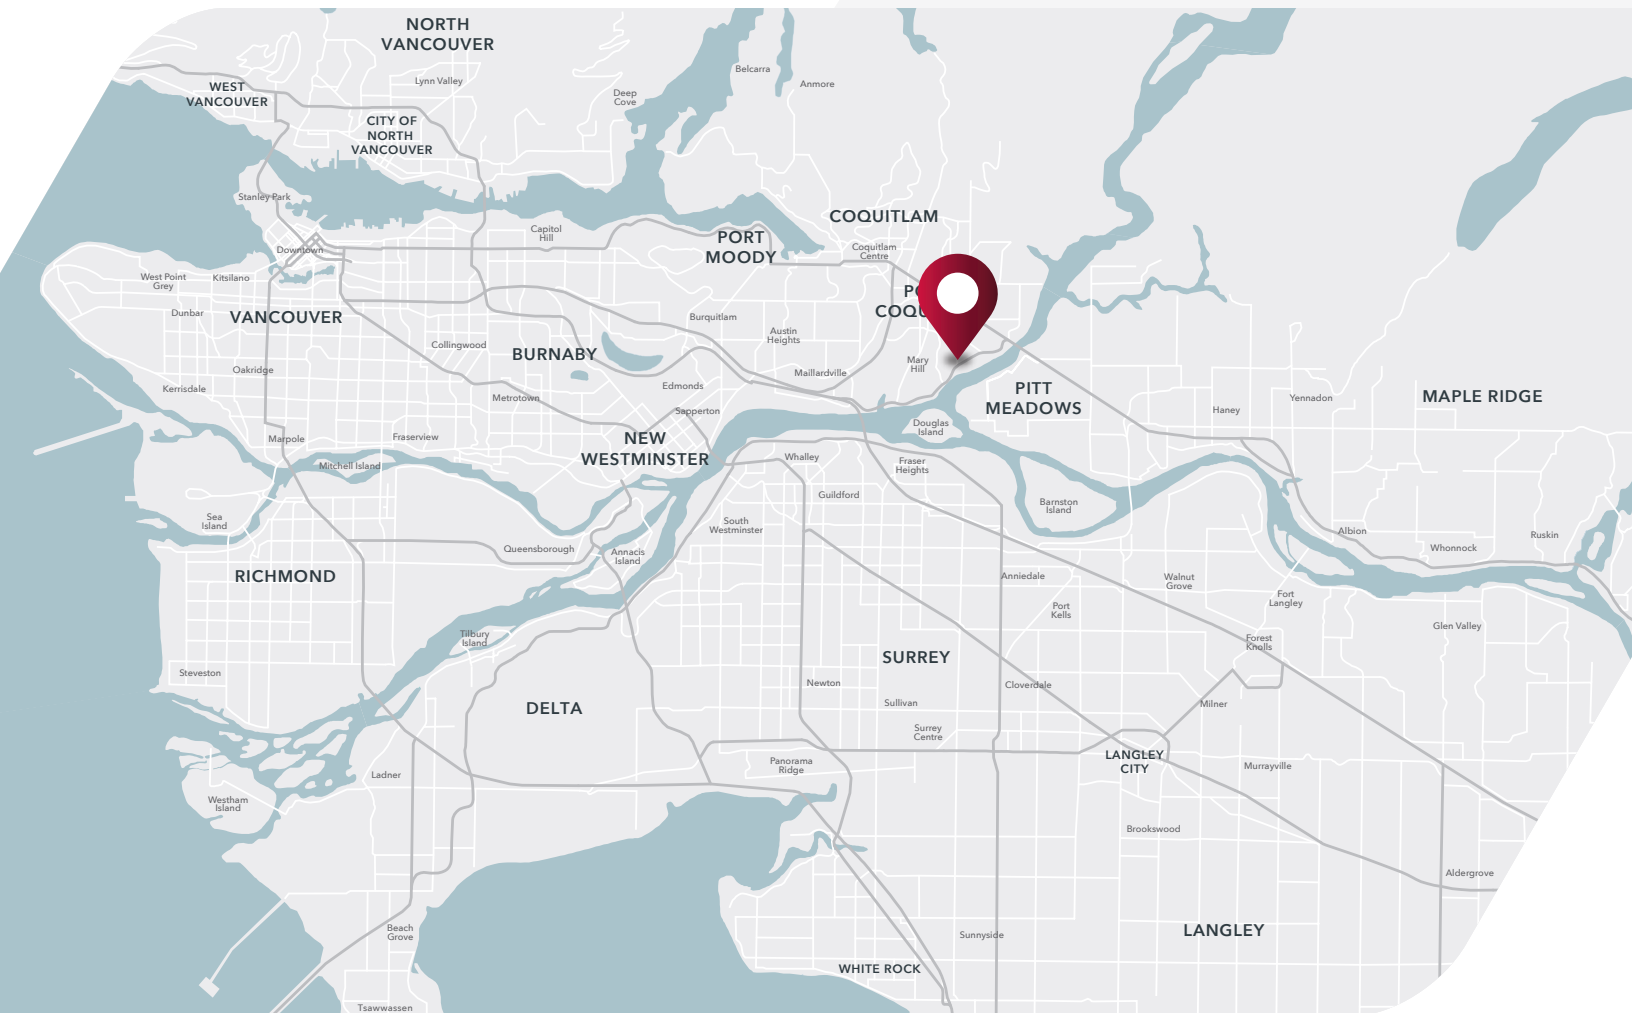 NORTH
VANCOUVER
WEST
VANCOUVER
Lynn Valley
CITY OF
NORTH
VANCOUVER
Deep
Cove
Belcarra
Anmore
Stanley Park
Downtown
Capitol
Hill
PORT
MOODY
COQUITLAM
Coquitlam
Centre
West Point
Grey
Kitsilano
Dunbar
VANCOUVER
Collingwood
BURNABY
Burquitlam
Austin
Heights
Maillardville
Mary
Hill
Oakridge
Kerrisdale
Metrotown
Edmonds
Sapperton
PITT
MEADOWS
Haney
Yennadon
MAPLE RIDGE
Marpole
Fraserview
Mitchell Island
NEW
WESTMINSTER
Douglas
Island
Whalley
Fraser
Heights
Guildford
Barnston
Island
Sea
Island
South
Westminster
Queensborough
Annacis
Island
Albion
Whonnock
Ruskin
RICHMOND
Anniedale
Port
Kells
Walnut
Grove
Fort
Langley
Glen Valley
Tilbury
Island
Forest
Knolls
Steveston
SURREY
Newton
Sullivan
Cloverdale
Milner
DELTA
Surrey
Centre
Panorama
Ridge
LANGLEY
CITY
Murrayville
Ladner
Westham
Island
Brookswood
Aldergrove
Beach
Grove
Sunnyside
LANGLEY
WHITE ROCK
Tsawwassen